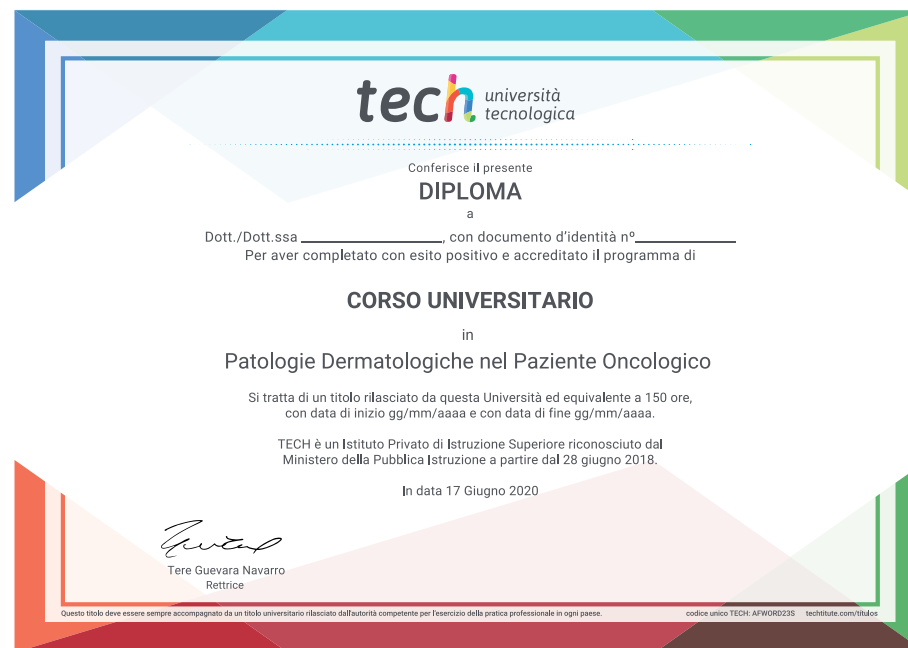 tech università
tecnologica
Conferisce il presente
DIPLOMA
a
Dott./Dott.ssa ____________________, con documento d'identità nº______________
Per aver completato con esito positivo e accreditato il programma di
CORSO UNIVERSITARIO
in
Patologie Dermatologiche nel Paziente Oncologico
Si tratta di un titolo rilasciato da questa Università ed equivalente a 150 ore,
con data di inizio gg/mm/aaaa e con data di fine gg/mm/aaaa.
TECH è un Istituto Privato di Istruzione Superiore riconosciuto dal
Ministero della Pubblica Istruzione a partire dal 28 giugno 2018.
In data 17 Giugno 2020
Tere Guevara Navarro
Rettrice
Questo titolo deve essere sempre accompagnato da un titolo universitario rilasciato dall'autorità competente per l'esercizio della pratica professionale in ogni paese. codice unico TECH: AFWORD23S techtitute.com/titulos